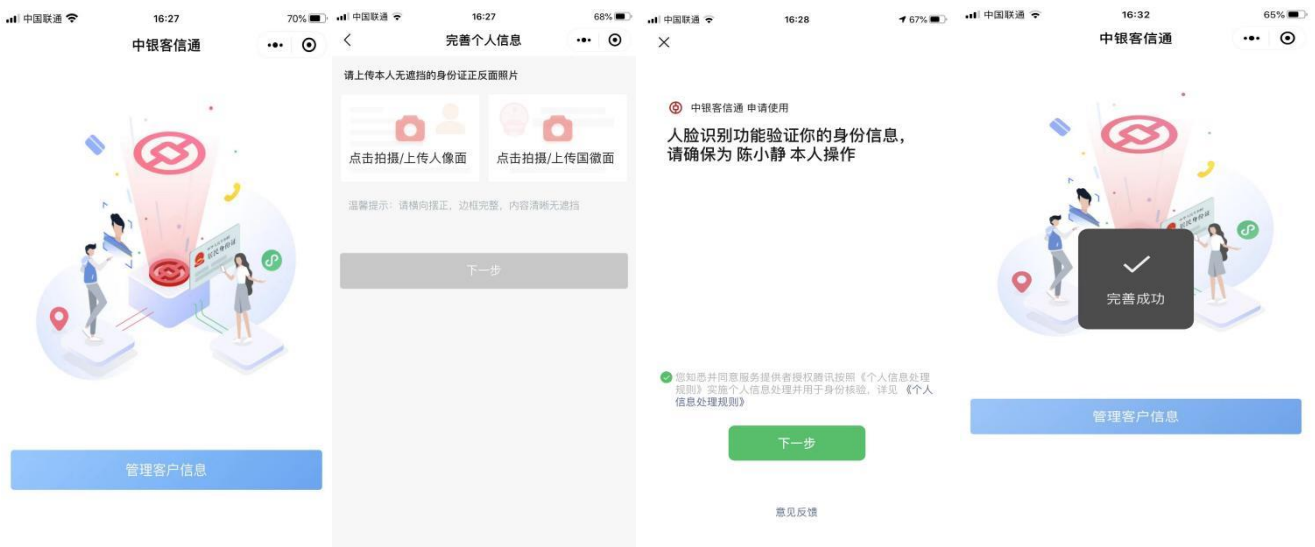 中国联通
16:27
70%
中银客信通
居民身份证
管理客户信息
中国联通
16:27
68%
完善个人信息
请上传本人无遮挡的身份证正反面照片
点击拍摄/上传人像面
点击拍摄/上传国徽面
温馨提示：请横向摆正，边框完整，内容清晰无遮挡
下一步
中国联通
16:28
67%
中银客信通 申请使用
人脸识别功能验证你的身份信息，
请确保为 陈小静 本人操作
您知悉并同意服务提供者授权腾讯按照《个人信息处理
规则》实施个人信息处理并用于身份核验，详见 《个人
信息处理规则》
下一步
意见反馈
中国联通
16:32
65%
中银客信通
居民身份证
完善成功
管理客户信息